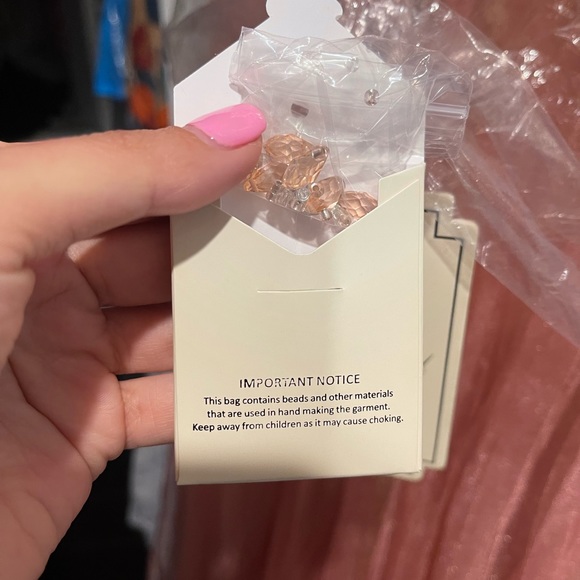 IMPORTANT NOTICE
This bag contains beads and other materials
that are used in hand making the garment.
Keep away from children as it may cause choking.